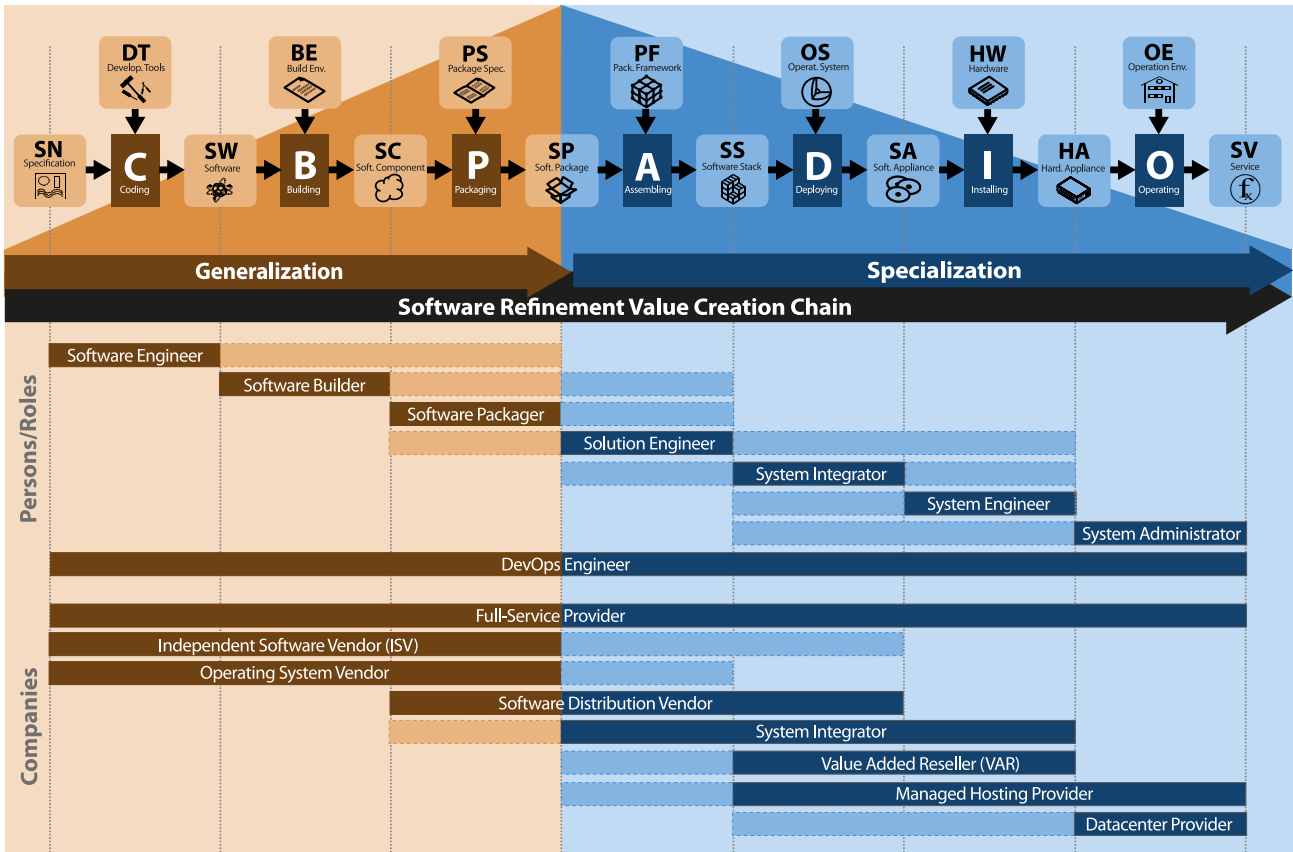 DT
Develop. Tools
BE
Build Env.
PS
Package Spec.
PF
Pack. Framework
OS
Operat. System
HW
Hardware
OE
Operation Env.
SN
Specification
C
Coding
SW
Software
B
Building
SC
Soft. Component
P
Packaging
SP
Soft. Package
A
Assembling
SS
Software Stack
D
Deploying
SA
Soft. Appliance
I
Installing
HA
Hard. Appliance
O
Operating
SV
Service
fx
Generalization
Specialization
Software Refinement Value Creation Chain
Persons/Roles
Software Engineer
Software Builder
Software Packager
Solution Engineer
System Integrator
System Engineer
System Administrator
DevOps Engineer
Companies
Full-Service Provider
Independent Software Vendor (ISV)
Operating System Vendor
Software Distribution Vendor
System Integrator
Value Added Reseller (VAR)
Managed Hosting Provider
Datacenter Provider